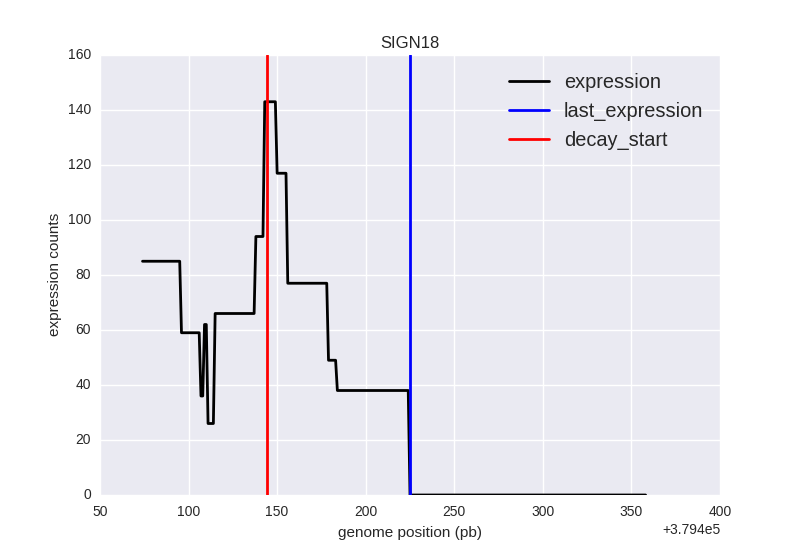 SIGN18
160
140
120
100
80
60
40
20
0
expression counts
expression
last_expression
decay_start
50 100 150 200 250 300 350 400
genome position (pb)
+3.794e5